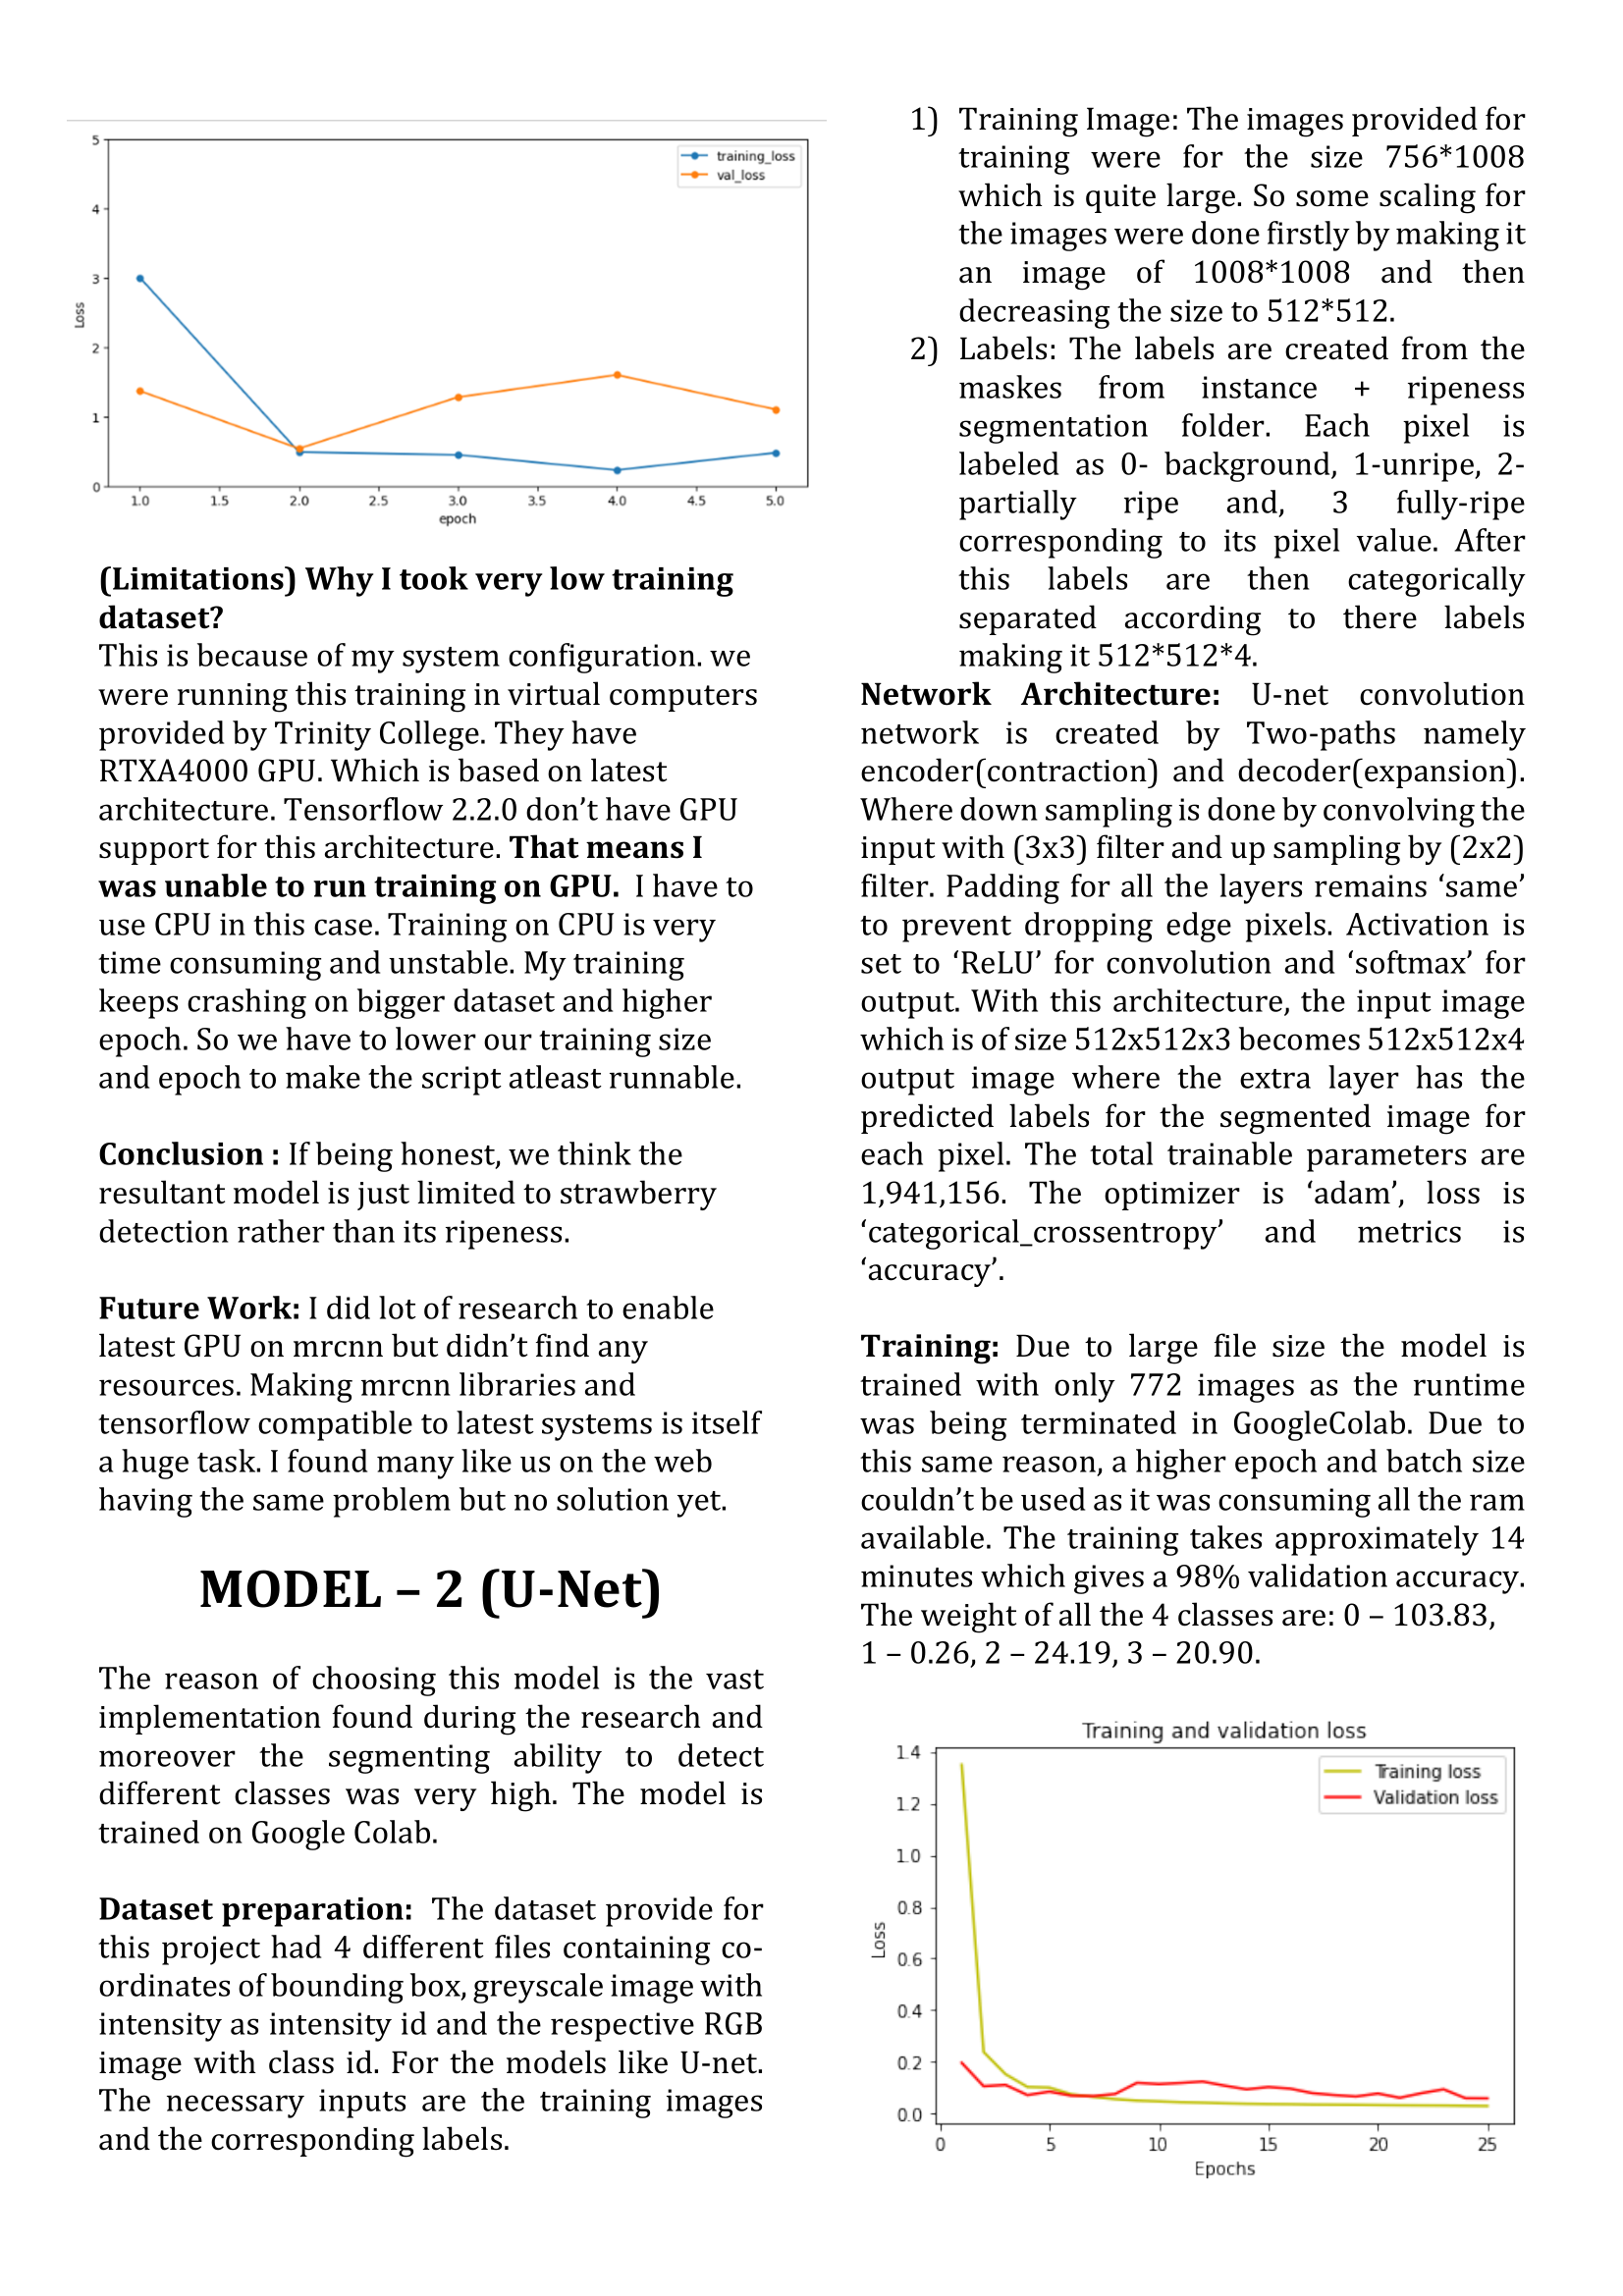 5
4
3
2
1
0
Loss
training_loss
val_loss
1.0 1.5 2.0 2.5 3.0 3.5 4.0 4.5 5.0
epoch
(Limitations) Why I took very low training
dataset?
This is because of my system configuration. we
were running this training in virtual computers
provided by Trinity College. They have
RTXA4000 GPU. Which is based on latest
architecture. Tensorflow 2.2.0 don’t have GPU
support for this architecture. That means I
was unable to run training on GPU. I have to
use CPU in this case. Training on CPU is very
time consuming and unstable. My training
keeps crashing on bigger dataset and higher
epoch. So we have to lower our training size
and epoch to make the script atleast runnable.
Conclusion : If being honest, we think the
resultant model is just limited to strawberry
detection rather than its ripeness.
Future Work: I did lot of research to enable
latest GPU on mrcnn but didn’t find any
resources. Making mrcnn libraries and
tensorflow compatible to latest systems is itself
a huge task. I found many like us on the web
having the same problem but no solution yet.
MODEL – 2 (U-Net)
The reason of choosing this model is the vast
implementation found during the research and
moreover the segmenting ability to detect
different classes was very high. The model is
trained on Google Colab.
Dataset preparation: The dataset provide for
this project had 4 different files containing co-
ordinates of bounding box, greyscale image with
intensity as intensity id and the respective RGB
image with class id. For the models like U-net.
The necessary inputs are the training images
and the corresponding labels.
1) Training Image: The images provided for
training were for the size 756*1008
which is quite large. So some scaling for
the images were done firstly by making it
an image of 1008*1008 and then
decreasing the size to 512*512.
2) Labels: The labels are created from the
maskes from instance + ripeness
segmentation folder. Each pixel is
labeled as 0- background, 1-unripe, 2-
partially ripe and, 3 fully-ripe
corresponding to its pixel value. After
this labels are then categorically
separated according to there labels
making it 512*512*4.
Network Architecture: U-net convolution
network is created by Two-paths namely
encoder(contraction) and decoder(expansion).
Where down sampling is done by convolving the
input with (3x3) filter and up sampling by (2x2)
filter. Padding for all the layers remains ‘same’
to prevent dropping edge pixels. Activation is
set to ‘ReLU’ for convolution and ‘softmax’ for
output. With this architecture, the input image
which is of size 512x512x3 becomes 512x512x4
output image where the extra layer has the
predicted labels for the segmented image for
each pixel. The total trainable parameters are
1,941,156. The optimizer is ‘adam’, loss is
‘categorical_crossentropy’ and metrics is
‘accuracy’.
Training: Due to large file size the model is
trained with only 772 images as the runtime
was being terminated in GoogleColab. Due to
this same reason, a higher epoch and batch size
couldn’t be used as it was consuming all the ram
available. The training takes approximately 14
minutes which gives a 98% validation accuracy.
The weight of all the 4 classes are: 0 – 103.83,
1 – 0.26, 2 – 24.19, 3 – 20.90.
Training and validation loss
1.4
1.2
1.0
0.8
0.6
0.4
0.2
0.0
Loss
Training loss
Validation loss
0 5 10 15 20 25
Epochs